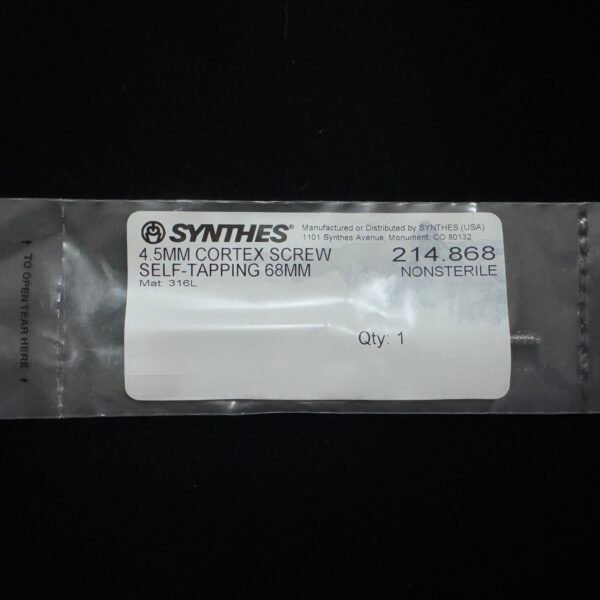 SYNTHES®
Manufactured or Distributed by SYNTHES (USA)
1101 Synthes Avenue, Monument, CO 80132
4.5MM CORTEX SCREW
SELF-TAPPING 68MM
Mat: 316L
214.868
NONSTERILE
Qty: 1
↑ TO OPEN TEAR HERE ↑